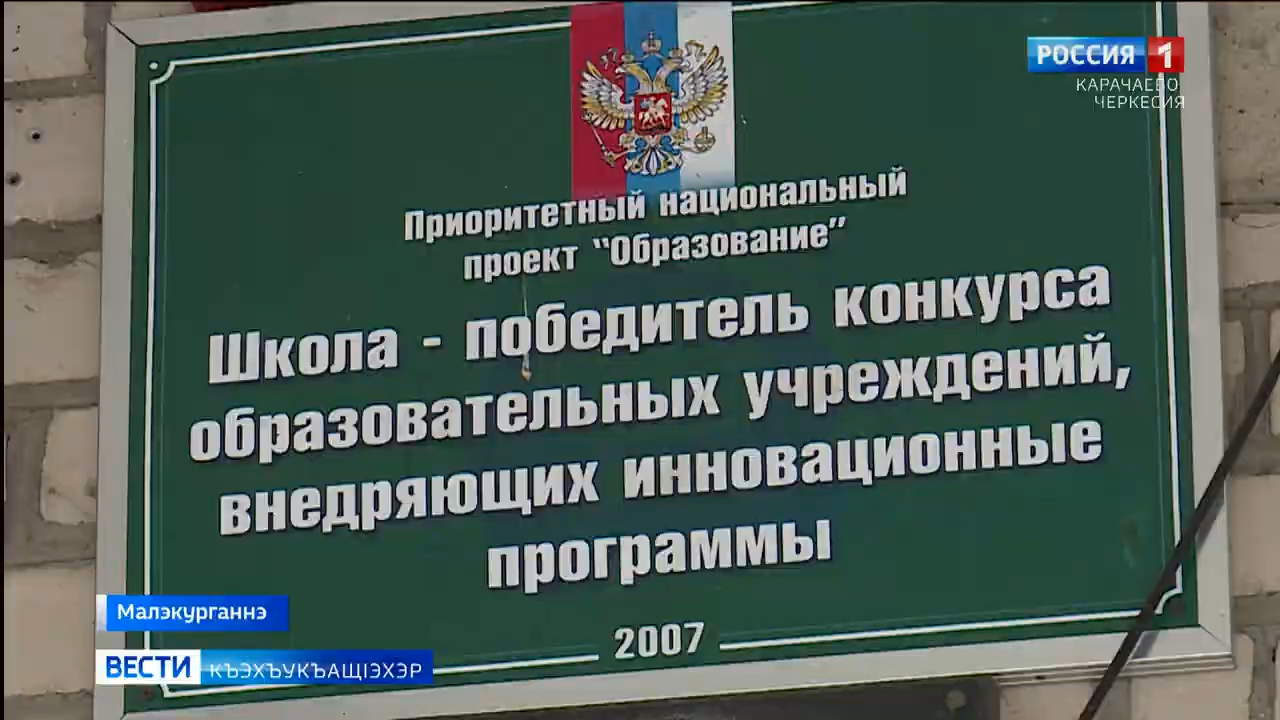 РОССИЯ 1
КАРАЧАЕВО
ЧЕРКЕСИЯ
Приоритетный национальный
проект “Образование”
Школа - победитель конкурса
образовательных учреждений,
внедряющих инновационные
программы
2007
Малэкурганнэ
ВЕСТИ КЪЭХЪУКЪАЩІЭХЭР